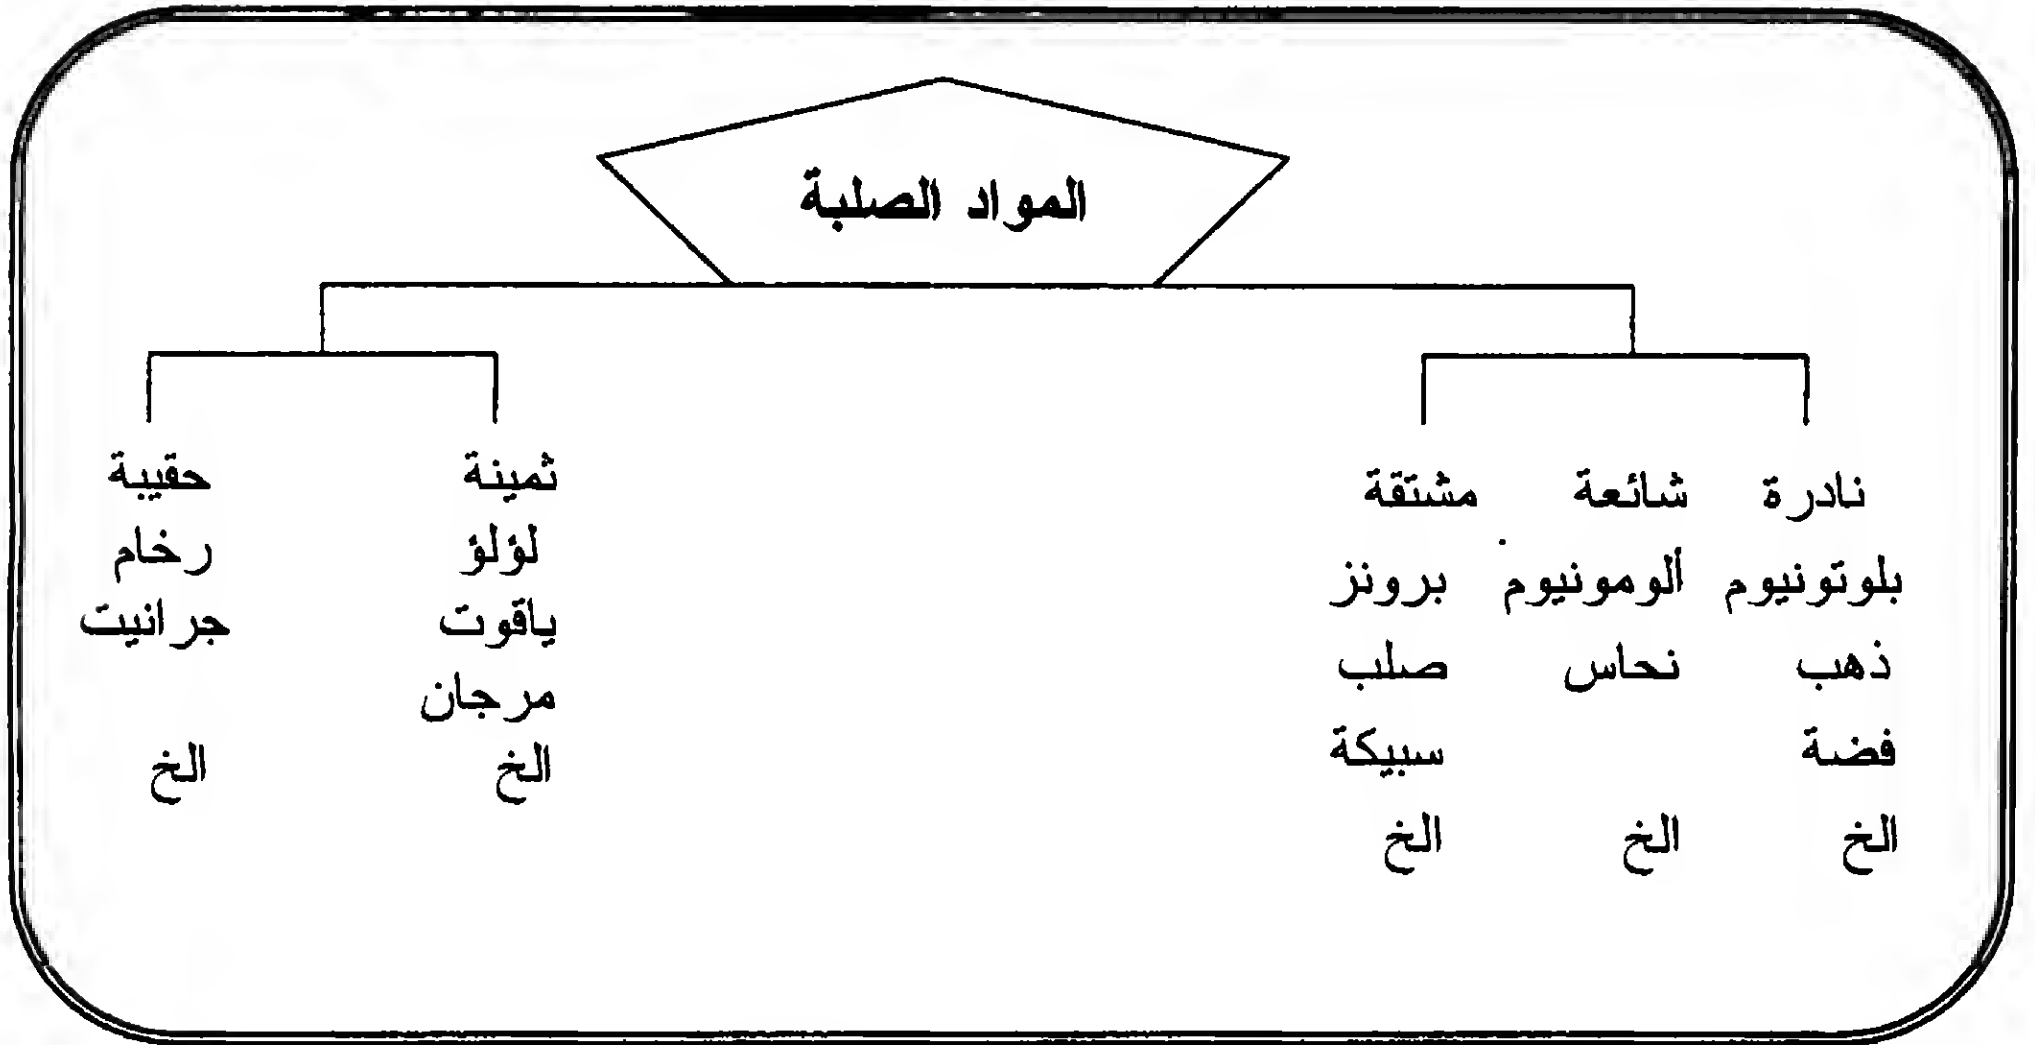 المواد الصلبة
نادرة شائعة مشتقة
بلوتونيوم ألومونيوم برونز
ذهب نحاس صلب
فضة سبيكة
الخ الخ الخ
ثمينة حقيبة
لؤلؤ رخام
ياقوت جرانيت
مرجان
الخ الخ